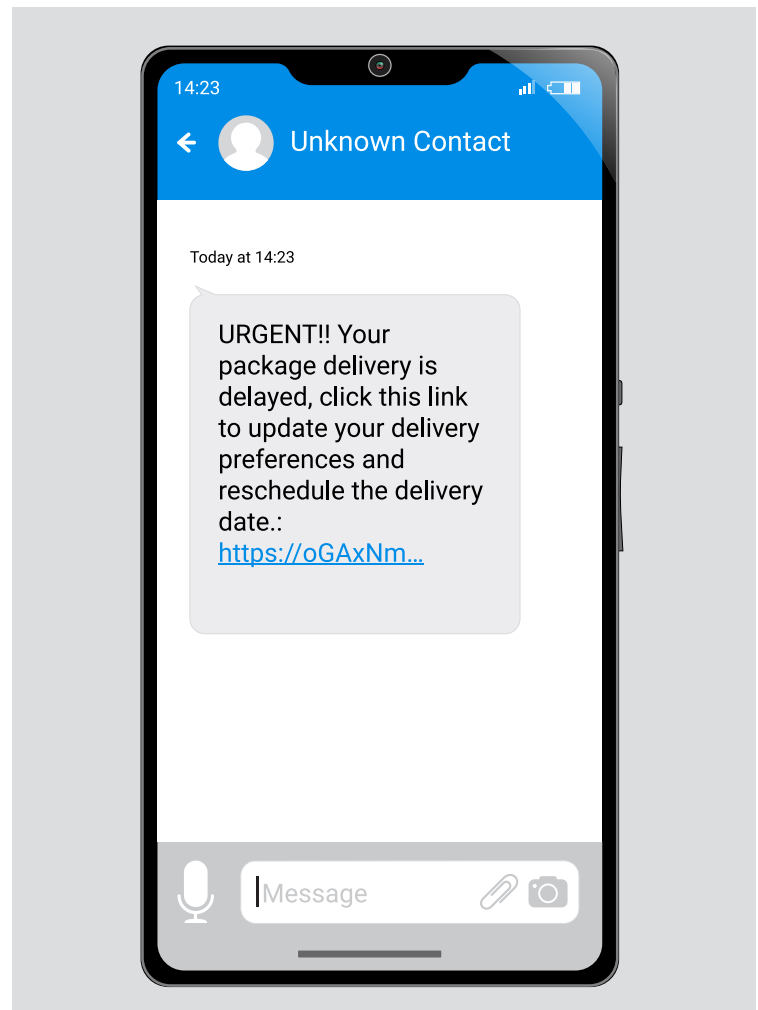 14:23
Unknown Contact
Today at 14:23
URGENT!! Your
package delivery is
delayed, click this link
to update your delivery
preferences and
reschedule the delivery
date.:
https://oGAxNm...
Message